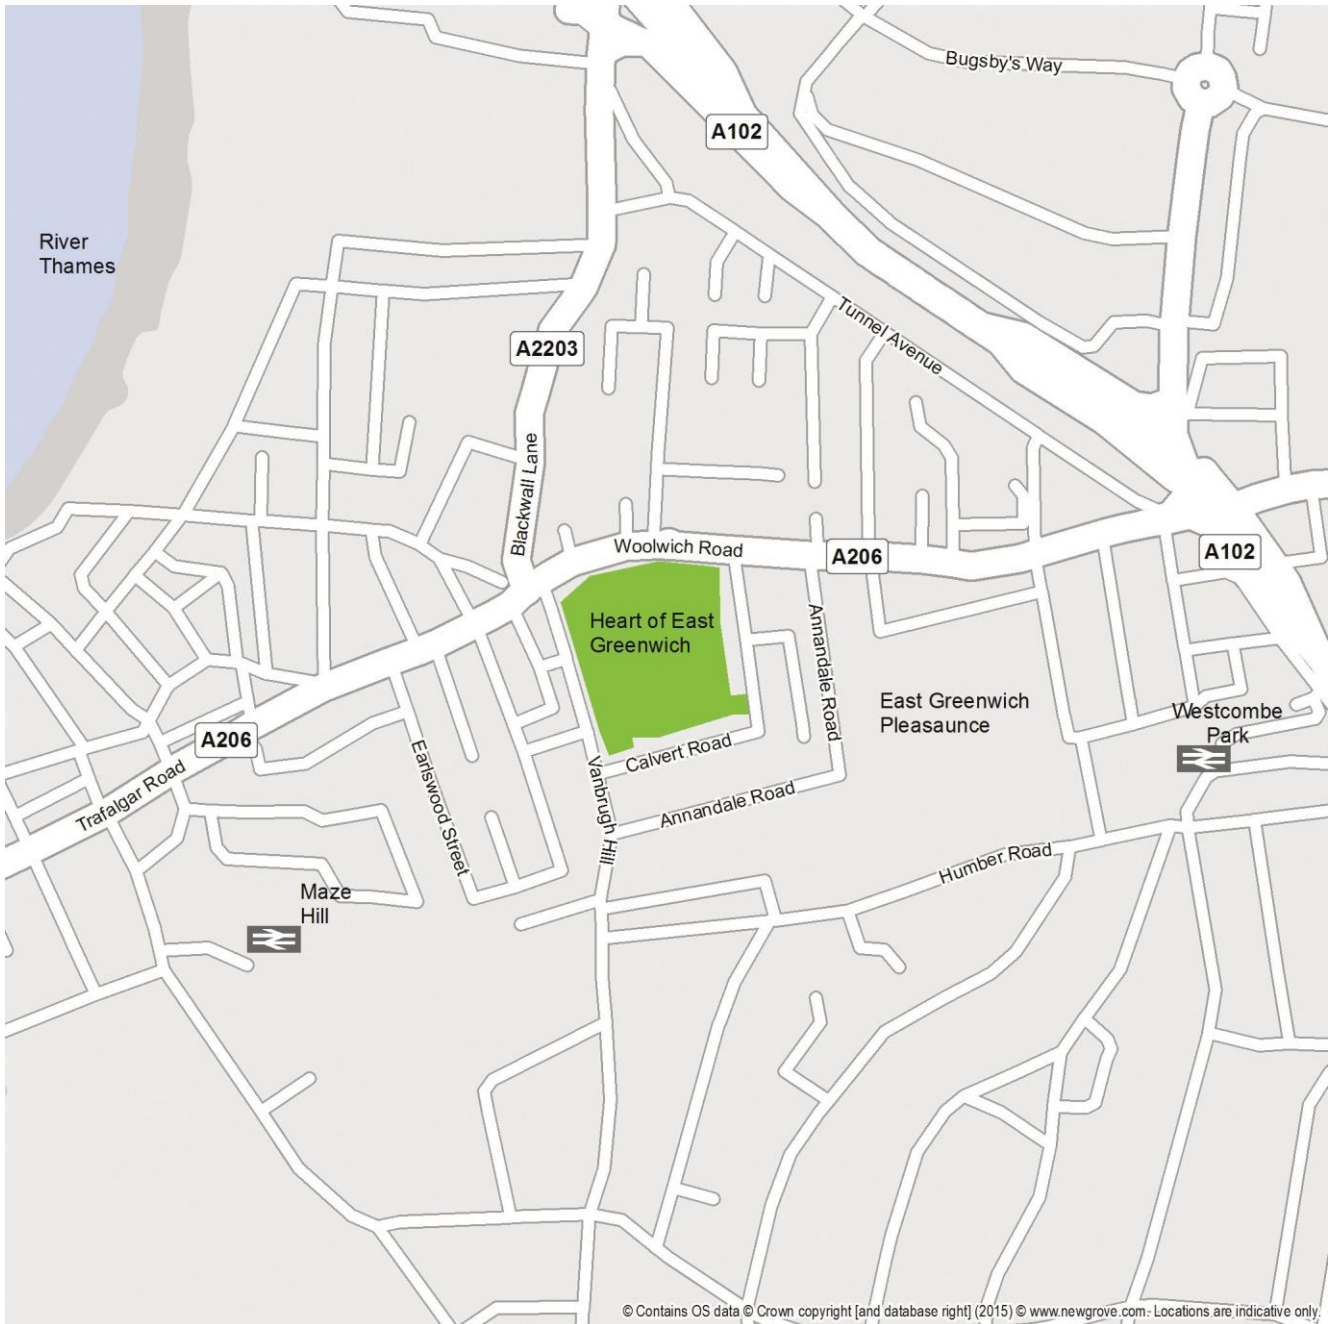 Bugsby's Way
A102
River
Thames
A2203
Tunnel Avenue
Blackwall Lane
Woolwich Road
A206
A102
Heart of East
Greenwich
Annandale Road
East Greenwich
Pleasaunce
Westcombe
Park
A206
Trafalgar Road
Earlswood Street
Calvert Road
Vanbrugh Hill
Annandale Road
Humber Road
Maze
Hill
© Contains OS data © Crown copyright [and database right] (2015) © www.newgrove.com- Locations are indicative only.